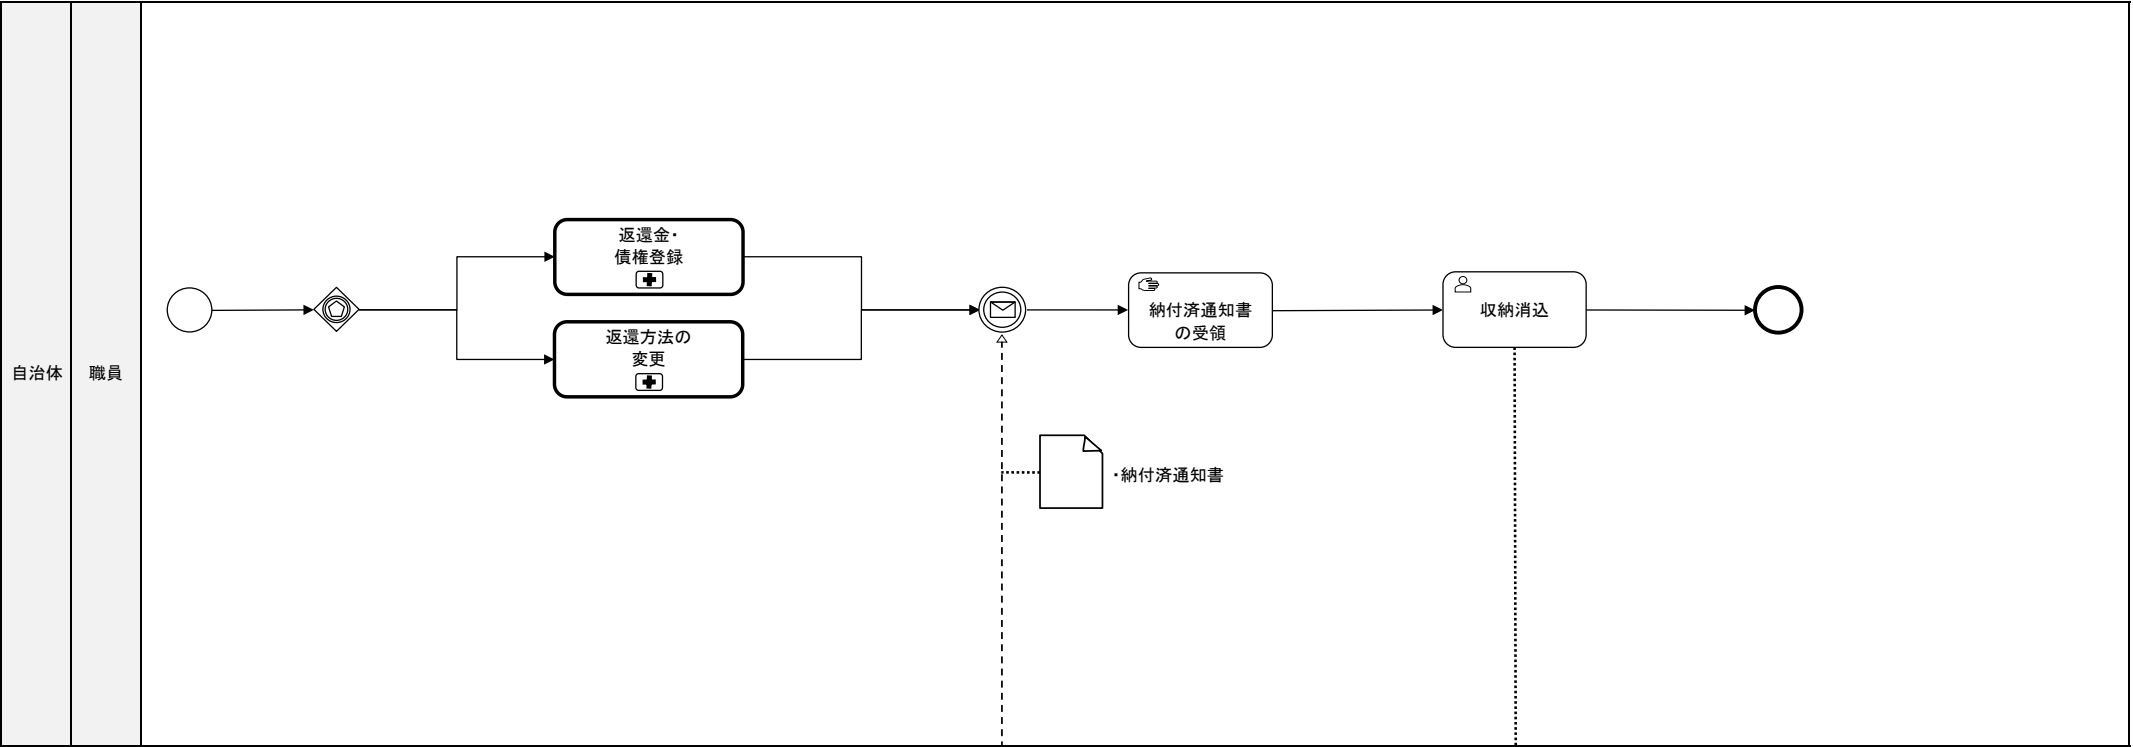 自治体
職員
返還金・
債権登録
返還方法の
変更
納付済通知書
の受領
収納消込
・納付済通知書